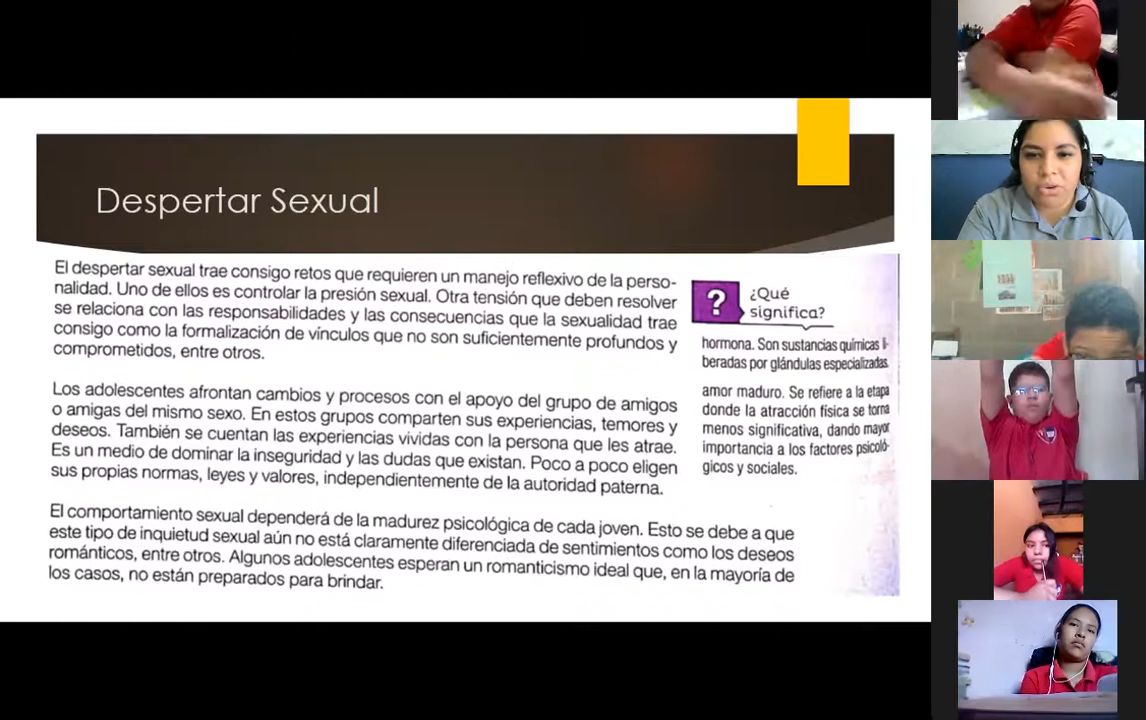 Despertar Sexual
El despertar sexual trae consigo retos que requieren un manejo reflexivo de la perso-
nalidad. Uno de ellos es controlar la presión sexual. Otra tensión que deben resolver
se relaciona con las responsabilidades y las consecuencias que la sexualidad trae
consigo como la formalización de vínculos que no son suficientemente profundos y
comprometidos, entre otros.
Los adolescentes afrontan cambios y procesos con el apoyo del grupo de amigos
o amigas del mismo sexo. En estos grupos comparten sus experiencias, temores y
deseos. También se cuentan las experiencias vividas con la persona que les atrae.
Es un medio de dominar la inseguridad y las dudas que existan. Poco a poco eligen
sus propias normas, leyes y valores, independientemente de la autoridad paterna.
El comportamiento sexual dependerá de la madurez psicológica de cada joven. Esto se debe a que
este tipo de inquietud sexual aún no está claramente diferenciada de sentimientos como los deseos
románticos, entre otros. Algunos adolescentes esperan un romanticismo ideal que, en la mayoría de
los casos, no están preparados para brindar.
?
¿Qué
significa?
hormona. Son sustancias químicas li-
beradas por glándulas especializadas.
amor maduro. Se refiere a la etapa
donde la atracción física se torna
menos significativa, dando mayor
importancia a los factores psicoló-
gicos y sociales.